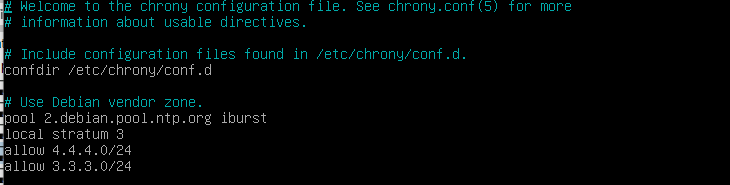 # Welcome to the chrony configuration file. See chrony.conf(5) for more
# information about usable directives.
# Include configuration files found in /etc/chrony/conf.d.
confdir /etc/chrony/conf.d
# Use Debian vendor zone.
pool 2.debian.pool.ntp.org iburst
local stratum 3
allow 4.4.4.0/24
allow 3.3.3.0/24